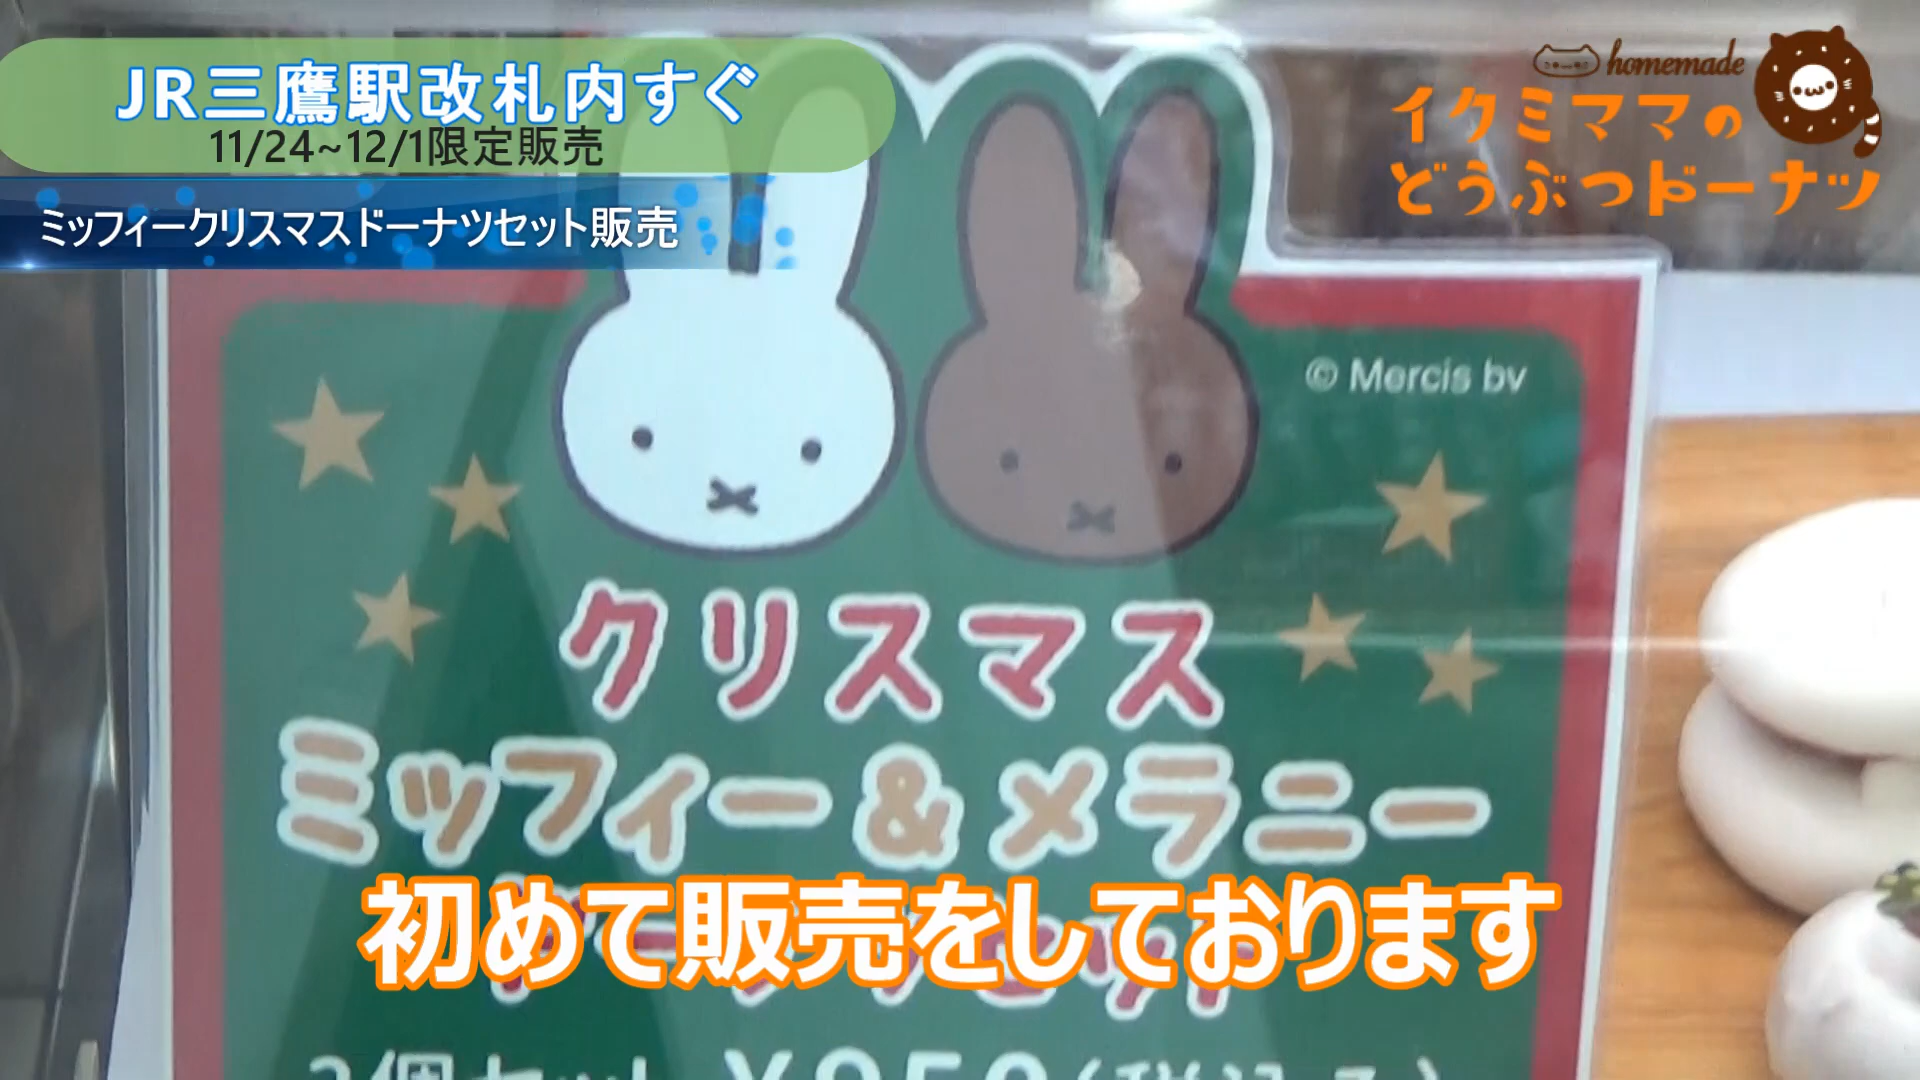 JR三鷹駅改札内すぐ
11/24~12/1限定販売
ミッフィークリスマスドーナツセット販売
homemade
イクミママの
どうぶつドーナツ
© Mercis bv
クリスマス
ミッフィー&メラニー
初めて販売をしております